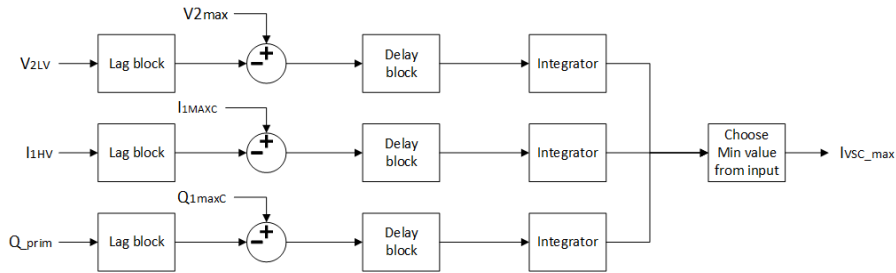 V2max
V2LV
Lag block
Delay
block
Integrator
I1MAXC
I1HV
Lag block
Delay
block
Integrator
Choose
Min value
from input
IVSC_max
Q1maxC
Q_prim
Lag block
Delay
block
Integrator